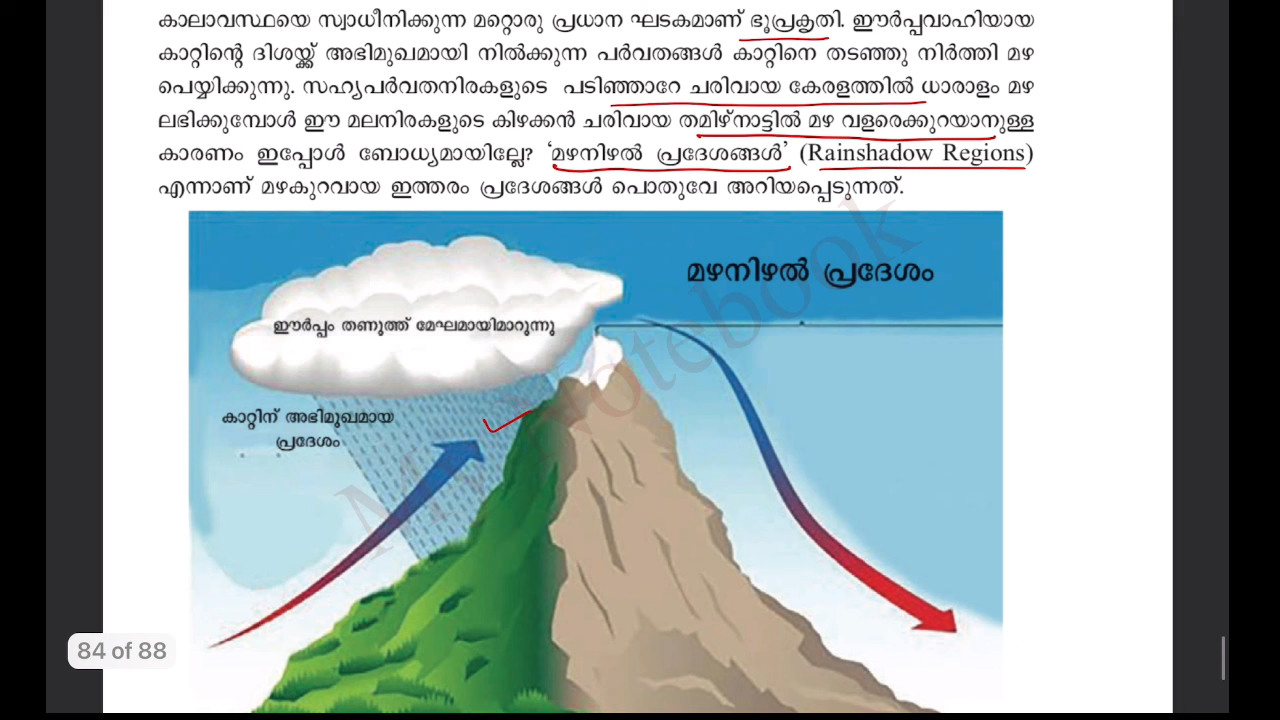 കാലാവസ്ഥയെ സ്വാധീനിക്കുന്ന മറ്റൊരു പ്രധാന ഘടകമാണ് ഭൂപ്രകൃതി. ഈർപ്പവാഹിയായ
കാറ്റിന്റെ ദിശയ്ക്ക് അഭിമുഖമായി നിൽക്കുന്ന പർവതങ്ങൾ കാറ്റിനെ തടഞ്ഞു നിർത്തി മഴ
പെയ്യിക്കുന്നു. സഹ്യപർവതനിരകളുടെ പടിഞ്ഞാറേ ചരിവായ കേരളത്തിൽ ധാരാളം മഴ
ലഭിക്കുമ്പോൾ ഈ മലനിരകളുടെ കിഴക്കൻ ചരിവായ തമിഴ്നാട്ടിൽ മഴ വളരെക്കുറയാനുള്ള
കാരണം ഇപ്പോൾ ബോധ്യമായില്ലേ? ‘മഴനിഴൽ പ്രദേശങ്ങൾ’ (Rainshadow Regions)
എന്നാണ് മഴകുറവായ ഇത്തരം പ്രദേശങ്ങൾ പൊതുവേ അറിയപ്പെടുന്നത്.
മഴനിഴൽ പ്രദേശം
ഈർപ്പം തണുത്ത് മേഘമായിമാറുന്നു
കാറ്റിന് അഭിമുഖമായ
പ്രദേശം
My Notebook
84 of 88